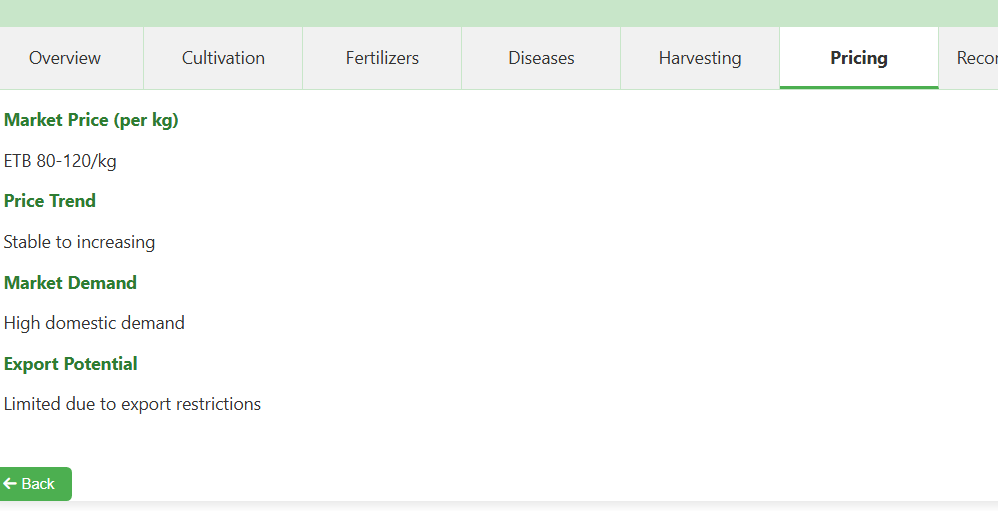 Overview Cultivation Fertilizers Diseases Harvesting Pricing
Market Price (per kg)
ETB 80-120/kg
Price Trend
Stable to increasing
Market Demand
High domestic demand
Export Potential
Limited due to export restrictions
Back